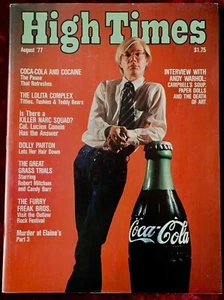 High Times
August '77
$1.75
COCA-COLA AND COCAINE
The Pause
That Refreshes
THE LOLITA COMPLEX
Titties, Tushies & Teddy Bears
Is There a
KILLER NARC SQUAD?
Col. Lucien Conein
Has the Answer
DOLLY PARTON
Lets Her Hair Down
THE GREAT
GRASS TRIALS
Starring
Robert Mitchum
and Candy Barr
THE FURRY
FREAK BROS.
Visit the Outlaw
Rock Festival
Murder at Elaine's
Part 3
INTERVIEW WITH
ANDY WARHOL:
CAMPBELL'S SOUP,
PAPER DOLLS
AND THE DEATH
OF ART
Coca-Cola